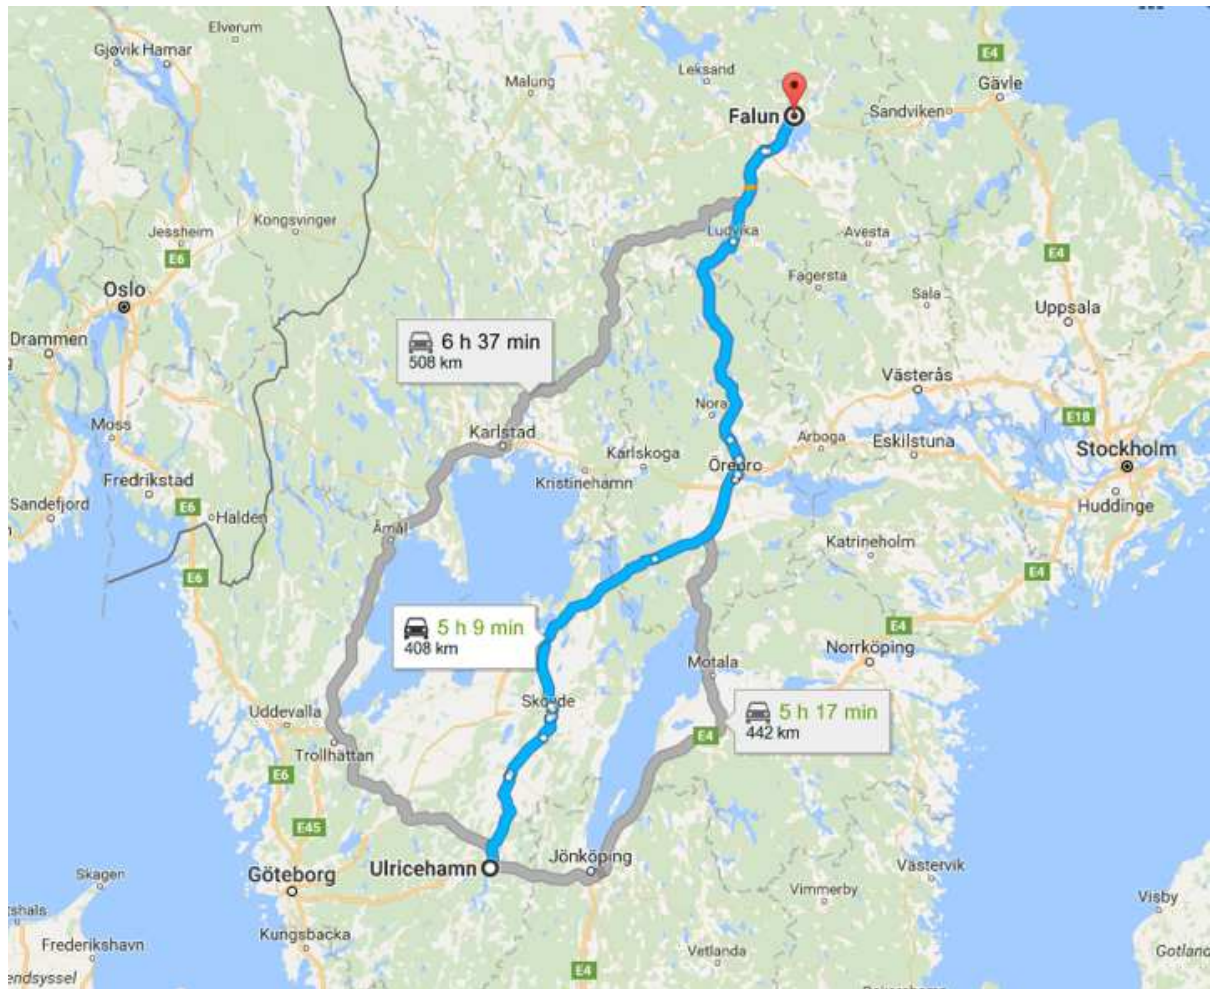 Elverum
Gjøvik Hamar
Leksand
E4
Malung
Gävle
Falun
Sandviken
Kongsvinger
Jessheim
Ludvika
Avesta
E6
E4
Fagersta
Oslo
Sala
Uppsala
Drammen
6 h 37 min
508 km
Västerås
Nora
E18
Moss
Karlstad
Arboga
Eskilstuna
Stockholm
Karlskoga
Örebro
Fredrikstad
Kristinehamn
Huddinge
Sandefjord
E6
Halden
Åmål
Katrineholm
E6
E4
5 h 9 min
408 km
E4
Norrköping
Motala
Skövde
Uddevalla
5 h 17 min
442 km
E4
Trollhättan
E6
E45
Jönköping
Ulricehamn
Göteborg
Västervik
Skagen
Vimmerby
Visby
Kungsbacka
Frederikshavn
Vetlanda
Gotland
E4